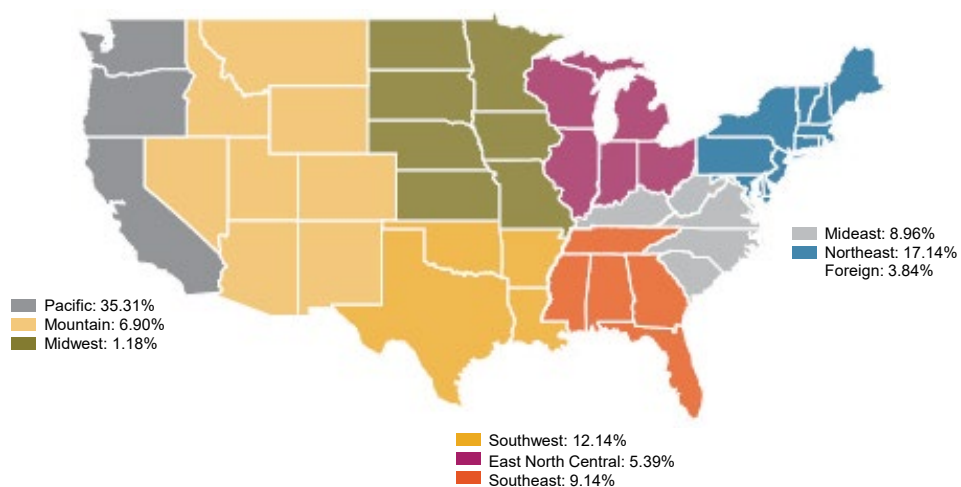 Mideast: 8.96%
Northeast: 17.14%
Foreign: 3.84%
Pacific: 35.31%
Mountain: 6.90%
Midwest: 1.18%
Southwest: 12.14%
East North Central: 5.39%
Southeast: 9.14%